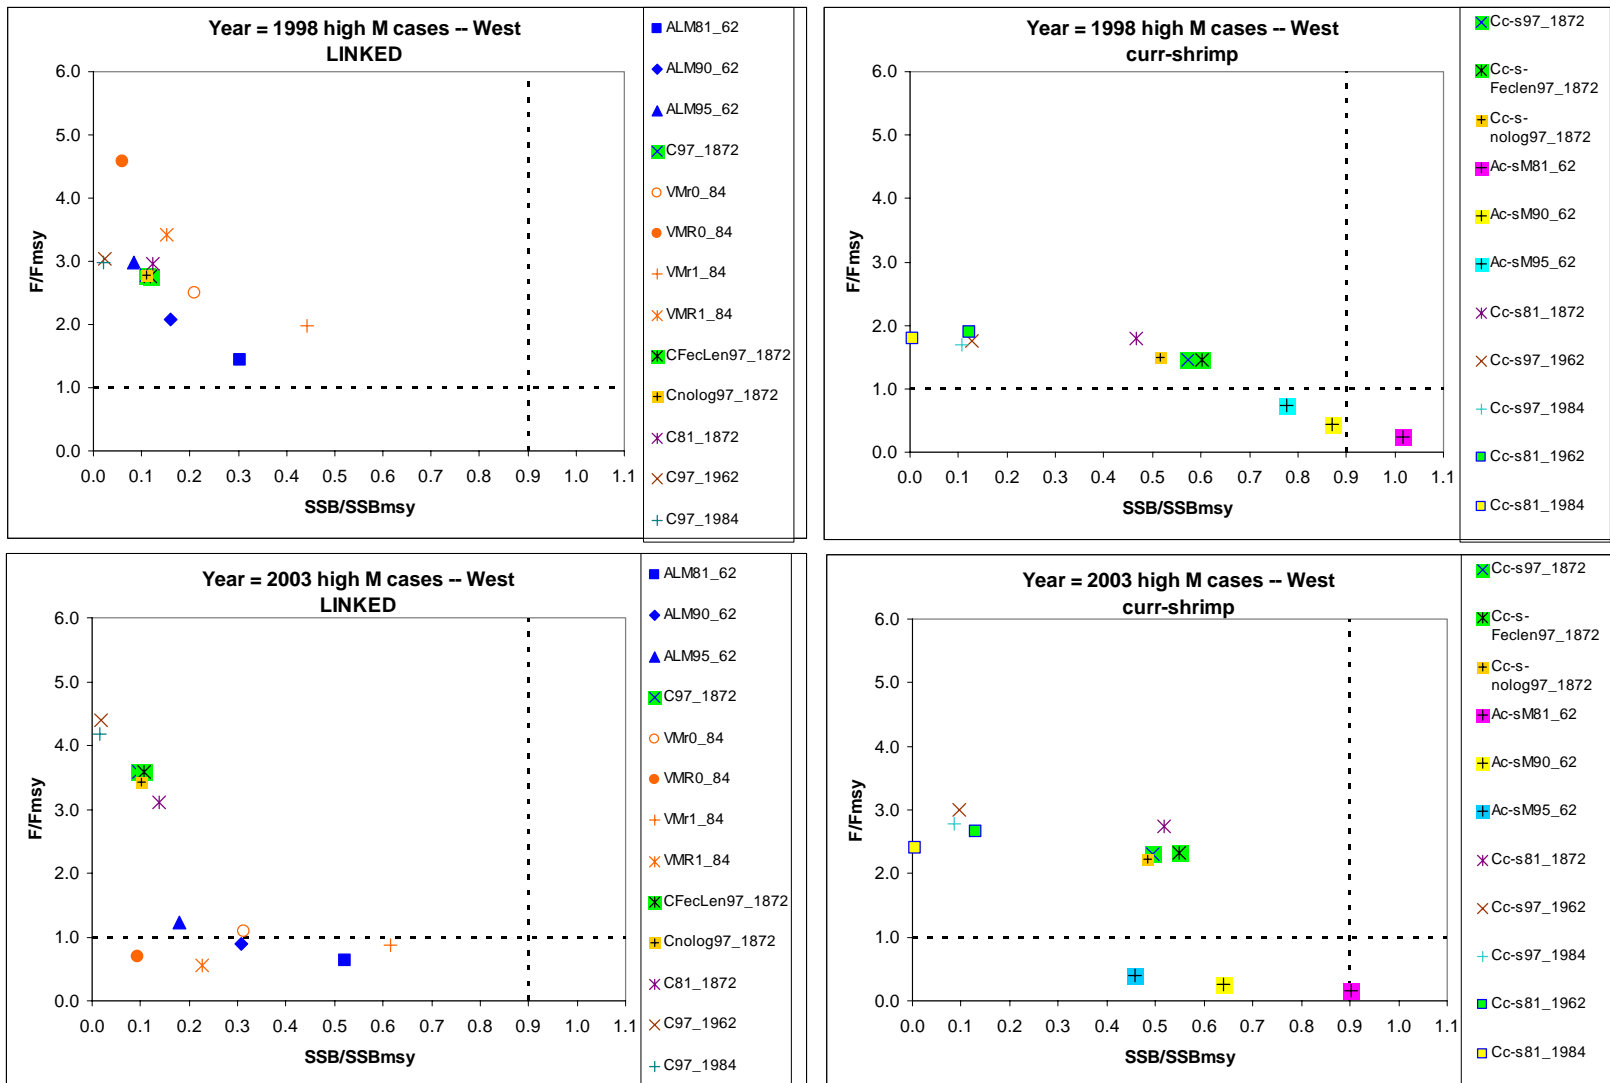 Year = 1998 high M cases -- West
LINKED
6.0
5.0
4.0
3.0
2.0
1.0
0.0
F/Fmsy
0.0 0.1 0.2 0.3 0.4 0.5 0.6 0.7 0.8 0.9 1.0 1.1
SSB/SSBmsy
ALM81_62
ALM90_62
ALM95_62
C97_1872
VMr0_84
VMR0_84
VMr1_84
VMR1_84
CFecLen97_1872
Cnolog97_1872
C81_1872
C97_1962
C97_1984
Year = 1998 high M cases -- West
curr-shrimp
6.0
5.0
4.0
3.0
2.0
1.0
0.0
F/Fmsy
0.0 0.1 0.2 0.3 0.4 0.5 0.6 0.7 0.8 0.9 1.0 1.1
SSB/SSBmsy
Cc-s97_1872
Cc-s-
Feclen97_1872
Cc-s-
nolog97_1872
Ac-sM81_62
Ac-sM90_62
Ac-sM95_62
Cc-s81_1872
Cc-s97_1962
Cc-s97_1984
Cc-s81_1962
Cc-s81_1984
Year = 2003 high M cases -- West
LINKED
6.0
5.0
4.0
3.0
2.0
1.0
0.0
F/Fmsy
0.0 0.1 0.2 0.3 0.4 0.5 0.6 0.7 0.8 0.9 1.0 1.1
SSB/SSBmsy
ALM81_62
ALM90_62
ALM95_62
C97_1872
VMr0_84
VMR0_84
VMr1_84
VMR1_84
CFecLen97_1872
Cnolog97_1872
C81_1872
C97_1962
C97_1984
Year = 2003 high M cases -- West
curr-shrimp
6.0
5.0
4.0
3.0
2.0
1.0
0.0
F/Fmsy
0.0 0.1 0.2 0.3 0.4 0.5 0.6 0.7 0.8 0.9 1.0 1.1
SSB/SSBmsy
Cc-s97_1872
Cc-s-
Feclen97_1872
Cc-s-
nolog97_1872
Ac-sM81_62
Ac-sM90_62
Ac-sM95_62
Cc-s81_1872
Cc-s97_1962
Cc-s97_1984
Cc-s81_1962
Cc-s81_1984